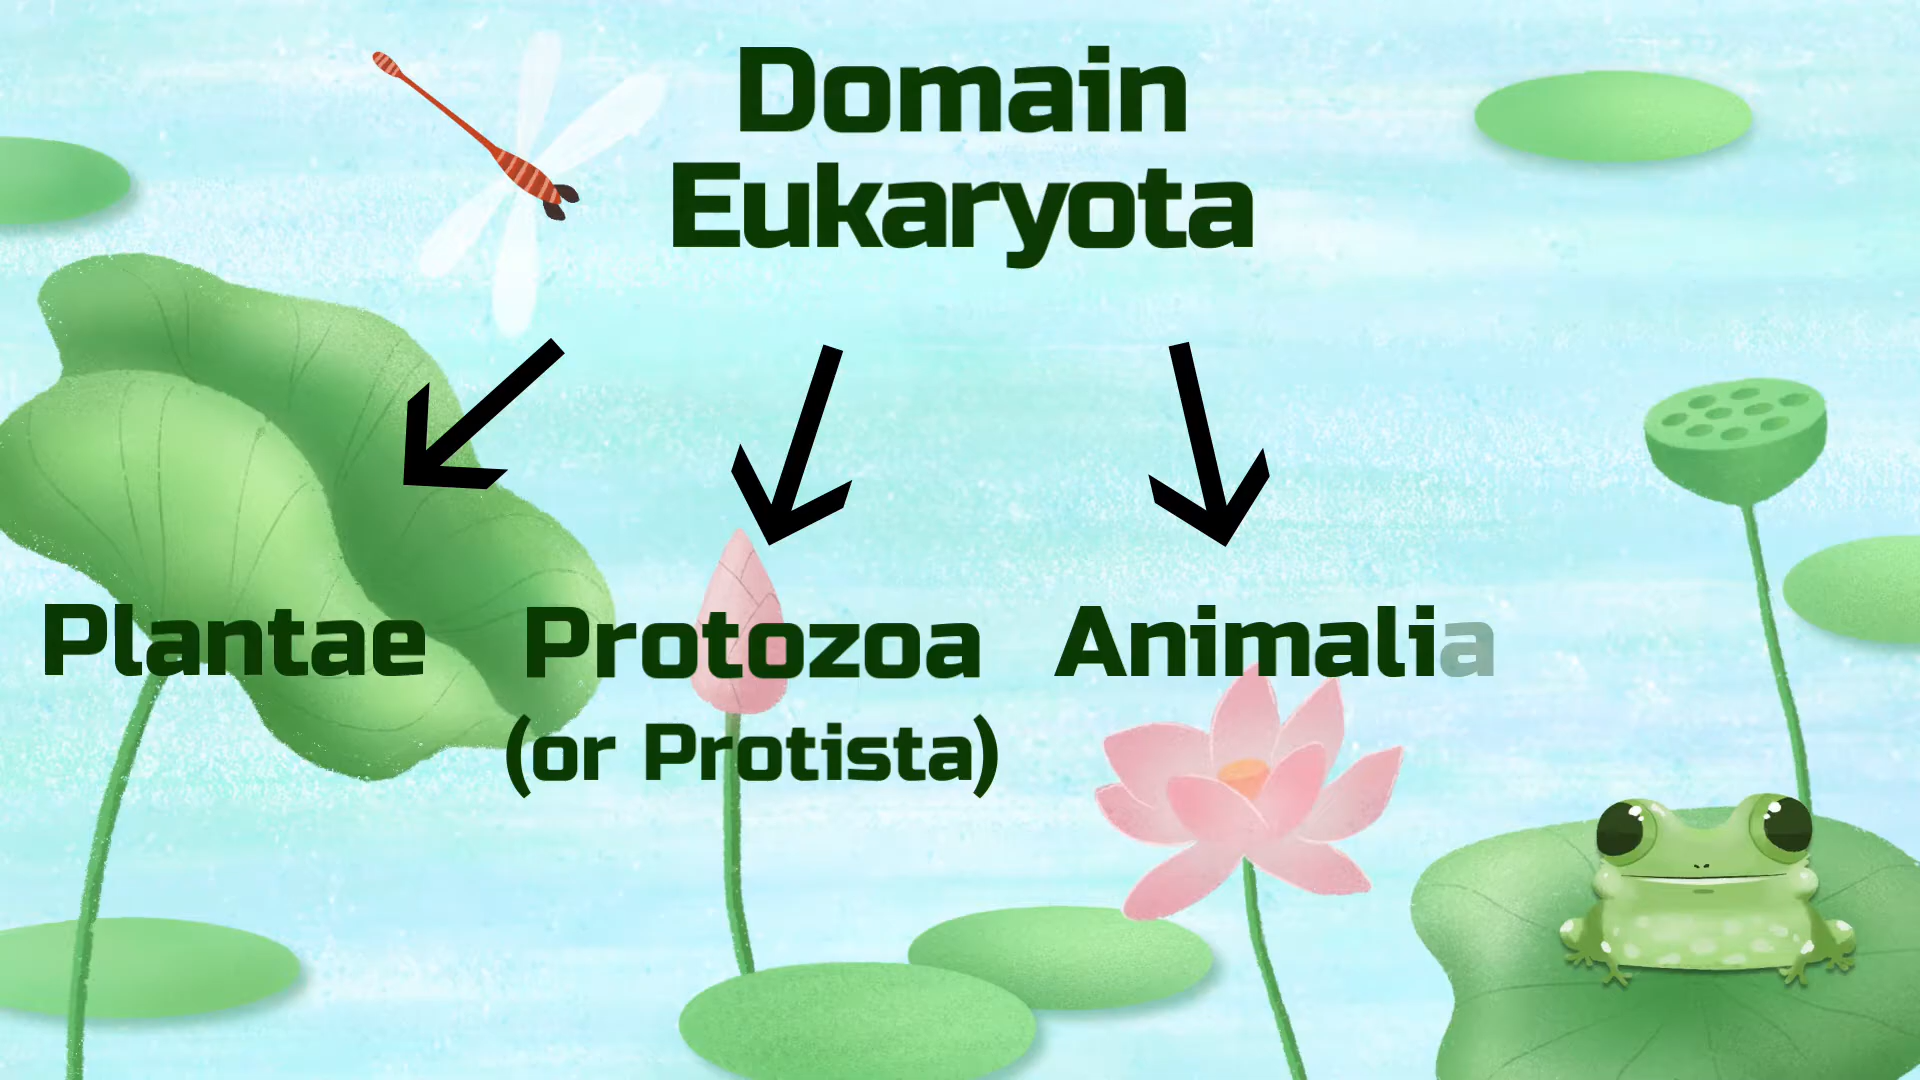 Domain
Eukaryota
Plantae
Protozoa
(or Protista)
Animalia